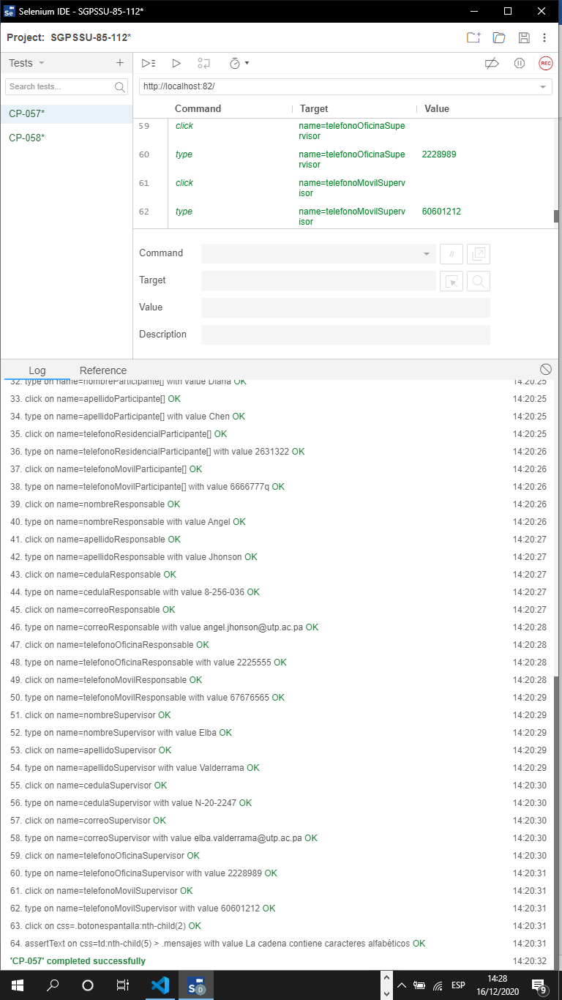 Selenium IDE - SGPSSU-85-112*
Project: SGPSSU-85-112*
Tests
REC
Search tests...
http://localhost:82/
CP-057*
CP-058*
Command Target Value
59 click name=telefonoOficinaSupe
rvisor
60 type name=telefonoOficinaSupe 2228989
rvisor
61 click name=telefonoMovilSuperv
isor
62 type name=telefonoMovilSuperv 60601212
isor
Command //
Target
Value
Description
Log Reference
32. type on name=nombreParticipante[] with value Diana OK 14:20:25
33. click on name=apellidoParticipante[] OK 14:20:25
34. type on name=apellidoParticipante[] with value Chen OK 14:20:25
35. click on name=telefonoResidencialParticipante[] OK 14:20:25
36. type on name=telefonoResidencialParticipante[] with value 2631322 OK 14:20:26
37. click on name=telefonoMovilParticipante[] OK 14:20:26
38. type on name=telefonoMovilParticipante[] with value 6666777q OK 14:20:26
39. click on name=nombreResponsable OK 14:20:26
40. type on name=nombreResponsable with value Angel OK 14:20:26
41. click on name=apellidoResponsable OK 14:20:27
42. type on name=apellidoResponsable with value Jhonson OK 14:20:27
43. click on name=cedulaResponsable OK 14:20:27
44. type on name=cedulaResponsable with value 8-256-036 OK 14:20:27
45. click on name=correoResponsable OK 14:20:27
46. type on name=correoResponsable with value angel.jhonson@utp.ac.pa OK 14:20:28
47. click on name=telefonoOficinaResponsable OK 14:20:28
48. type on name=telefonoOficinaResponsable with value 2225555 OK 14:20:28
49. click on name=telefonoMovilResponsable OK 14:20:28
50. type on name=telefonoMovilResponsable with value 67676565 OK 14:20:29
51. click on name=nombreSupervisor OK 14:20:29
52. type on name=nombreSupervisor with value Elba OK 14:20:29
53. click on name=apellidoSupervisor OK 14:20:29
54. type on name=apellidoSupervisor with value Valderrama OK 14:20:29
55. click on name=cedulaSupervisor OK 14:20:30
56. type on name=cedulaSupervisor with value N-20-2247 OK 14:20:30
57. click on name=correoSupervisor OK 14:20:30
58. type on name=correoSupervisor with value elba.valderrama@utp.ac.pa OK 14:20:30
59. click on name=telefonoOficinaSupervisor OK 14:20:30
60. type on name=telefonoOficinaSupervisor with value 2228989 OK 14:20:31
61. click on name=telefonoMovilSupervisor OK 14:20:31
62. type on name=telefonoMovilSupervisor with value 60601212 OK 14:20:31
63. click on css=.botonespantalla:nth-child(2) OK 14:20:31
64. assertText on css=td:nth-child(5) > .mensajes with value La cadena contiene caracteres alfabéticos OK 14:20:31
'CP-057' completed successfully 14:20:32
ESP
14:28
16/12/2020
9